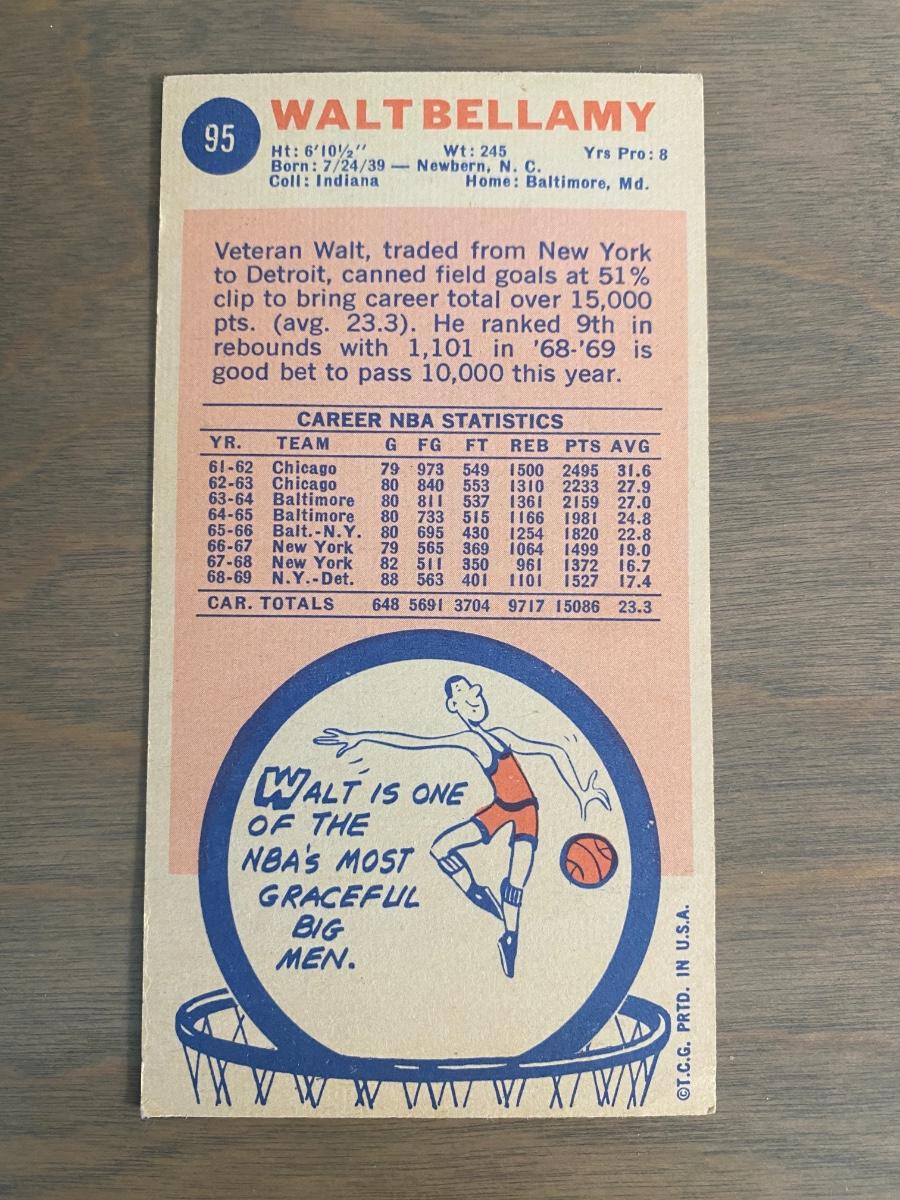 95
WALT BELLAMY
Ht: 6'10½" Wt: 245 Yrs Pro: 8
Born: 7/24/39 — Newbern, N. C.
Coll: Indiana Home: Baltimore, Md.
Veteran Walt, traded from New York
to Detroit, canned field goals at 51%
clip to bring career total over 15,000
pts. (avg. 23.3). He ranked 9th in
rebounds with 1,101 in '68-'69 is
good bet to pass 10,000 this year.
CAREER NBA STATISTICS
YR. TEAM G FG FT REB PTS AVG
61-62 Chicago 79 973 549 1500 2495 31.6
62-63 Chicago 80 840 553 1310 2233 27.9
63-64 Baltimore 80 811 537 1361 2159 27.0
64-65 Baltimore 80 733 515 1166 1981 24.8
65-66 Balt.-N.Y. 80 695 430 1254 1820 22.8
66-67 New York 79 565 369 1064 1499 19.0
67-68 New York 82 511 350 961 1372 16.7
68-69 N.Y.-Det. 88 563 401 1101 1527 17.4
CAR. TOTALS 648 5691 3704 9717 15086 23.3
WALT IS ONE
OF THE
NBA'S MOST
GRACEFUL
BIG
MEN.
©T.C.G. PRTD. IN U.S.A.